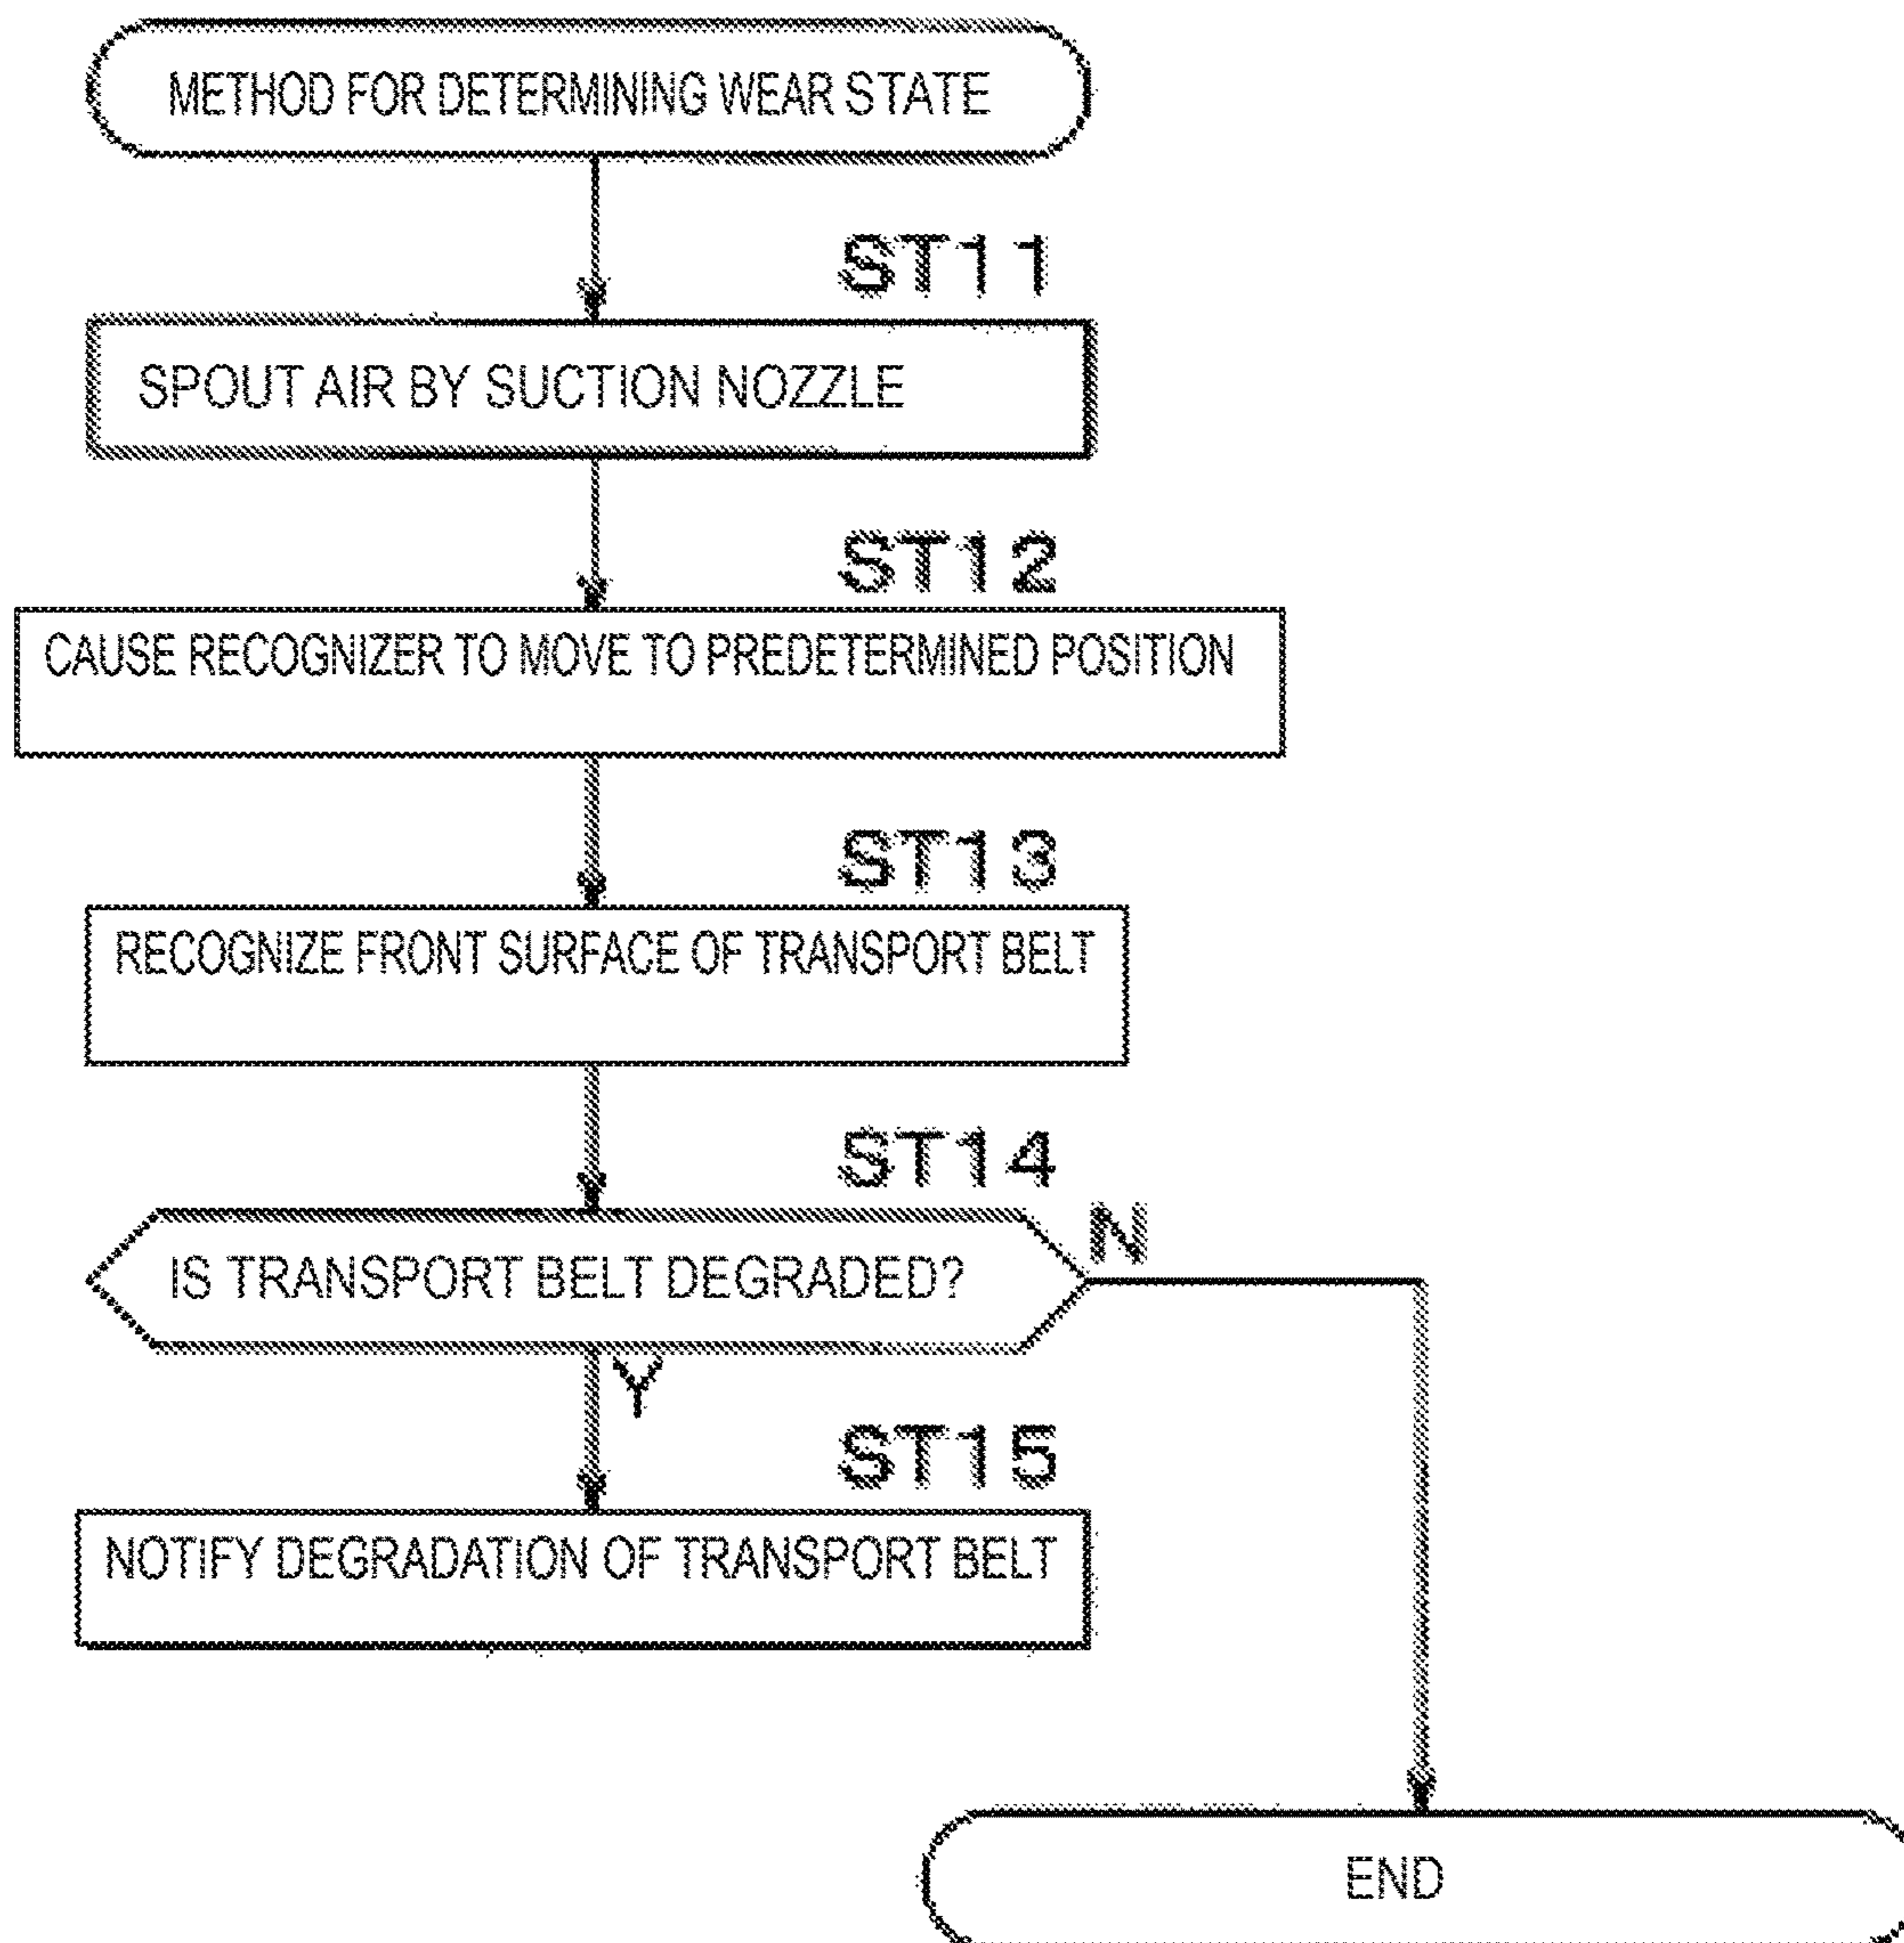 METHOD FOR DETERMINING WEAR STATE
ST11
SPOUT AIR BY SUCTION NOZZLE
ST12
CAUSE RECOGNIZER TO MOVE TO PREDETERMINED POSITION
ST13
RECOGNIZE FRONT SURFACE OF TRANSPORT BELT
ST14
N
IS TRANSPORT BELT DEGRADED?
Y
ST15
NOTIFY DEGRADATION OF TRANSPORT BELT
END